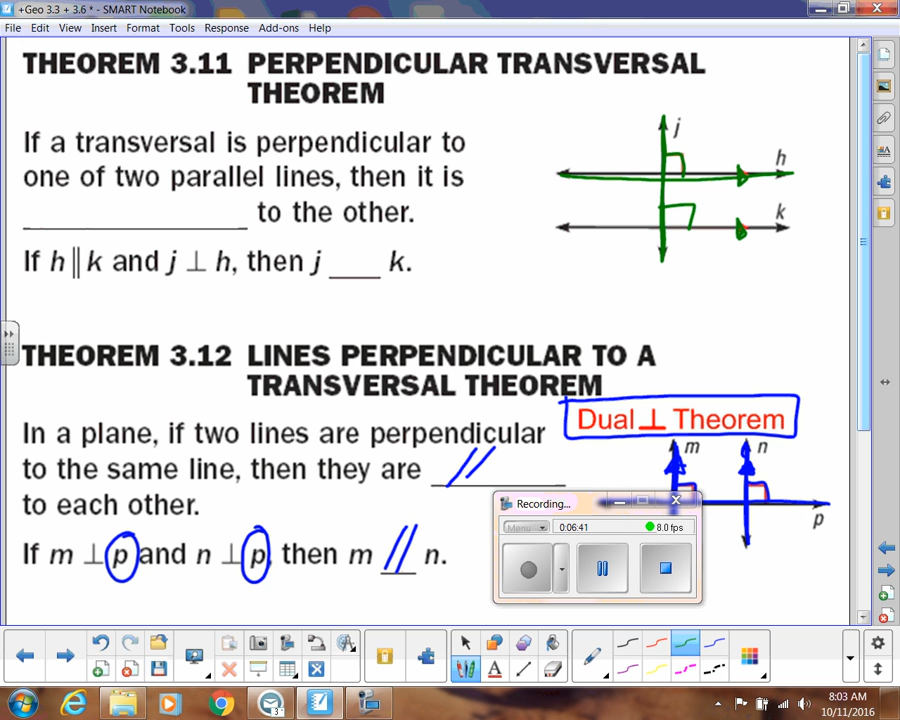 +Geo 3.3 + 3.6 * - SMART Notebook
File Edit View Insert Format Tools Response Add-ons Help
THEOREM 3.11 PERPENDICULAR TRANSVERSAL
THEOREM
If a transversal is perpendicular to
one of two parallel lines, then it is
____________ to the other.
If h || k and j ⊥ h, then j ___ k.
j
h
k
THEOREM 3.12 LINES PERPENDICULAR TO A
TRANSVERSAL THEOREM
Dual ⊥ Theorem
In a plane, if two lines are perpendicular
to the same line, then they are //
to each other.
If m ⊥ p and n ⊥ p, then m // n.
m
n
p
Recording...
Menu 0:06:41 8.0 fps
8:03 AM
10/11/2016